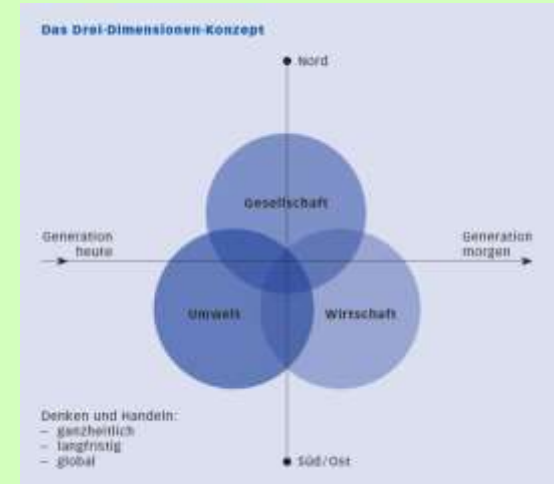 Das Drei-Dimensionen-Konzept
Nord
Gesellschaft
Generation
heute
Generation
morgen
Umwelt
Wirtschaft
Denken und Handeln:
– ganzheitlich
– langfristig
– global
Süd/Ost